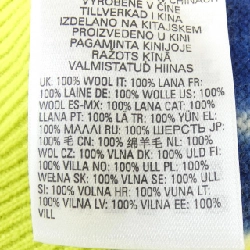 VYROBENE V ČÍNĚ
TILLVERKAD I KINA
IZDELANO NA KITAJSKEM
PROIZVEDENO U KINI
PAGAMINTA KINIJOJE
RAŽOTS ĶĪNĀ
VALMISTATUD HIINAS
UK: 100% WOOL IT: 100% LANA FR:
100% LAINE DE: 100% WOLLE US: 100%
WOOL ES-MX: 100% LANA CAT: 100%
LLANA PT: 100% LÃ TR: 100% YÜN EL:
100% ΜΑΛΛΙ RU: 100% ШЕРСТЬ JP:
100% 毛 CN: 100% 绵羊毛 NL: 100%
WOL CZ: 100% VLNA DK: 100% ULD FI:
100% VILLA NO: 100% ULL PL: 100%
WEŁNA SK: 100% VLNA SE: 100% ULL
SI: 100% VOLNA HR: 100% VUNA LT:
100% VILNA LV: 100% VILNA EE: 100%
VILL